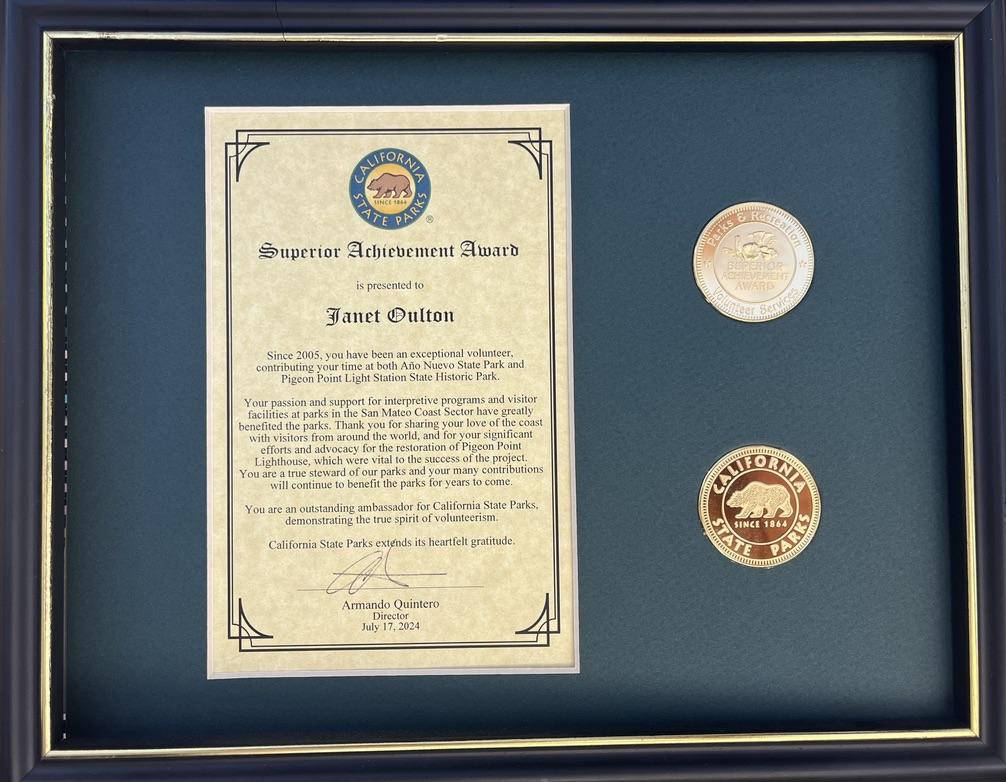 CALIFORNIA
STATE PARKS
SINCE 1864
®
Superior Achievement Award
is presented to
Janet Oulton
Since 2005, you have been an exceptional volunteer,
contributing your time at both Año Nuevo State Park and
Pigeon Point Light Station State Historic Park.
Your passion and support for interpretive programs and visitor
facilities at parks in the San Mateo Coast Sector have greatly
benefited the parks. Thank you for sharing your love of the coast
with visitors from around the world, and for your significant
efforts and advocacy for the restoration of Pigeon Point
Lighthouse, which were vital to the success of the project.
You are a true steward of our parks and your many contributions
will continue to benefit the parks for years to come.
You are an outstanding ambassador for California State Parks,
demonstrating the true spirit of volunteerism.
California State Parks extends its heartfelt gratitude.
Armando Quintero
Director
July 17, 2024
Parks & Recreation
SUPERIOR
ACHIEVEMENT
AWARD
Volunteer Services
CALIFORNIA
SINCE 1864
STATE PARKS